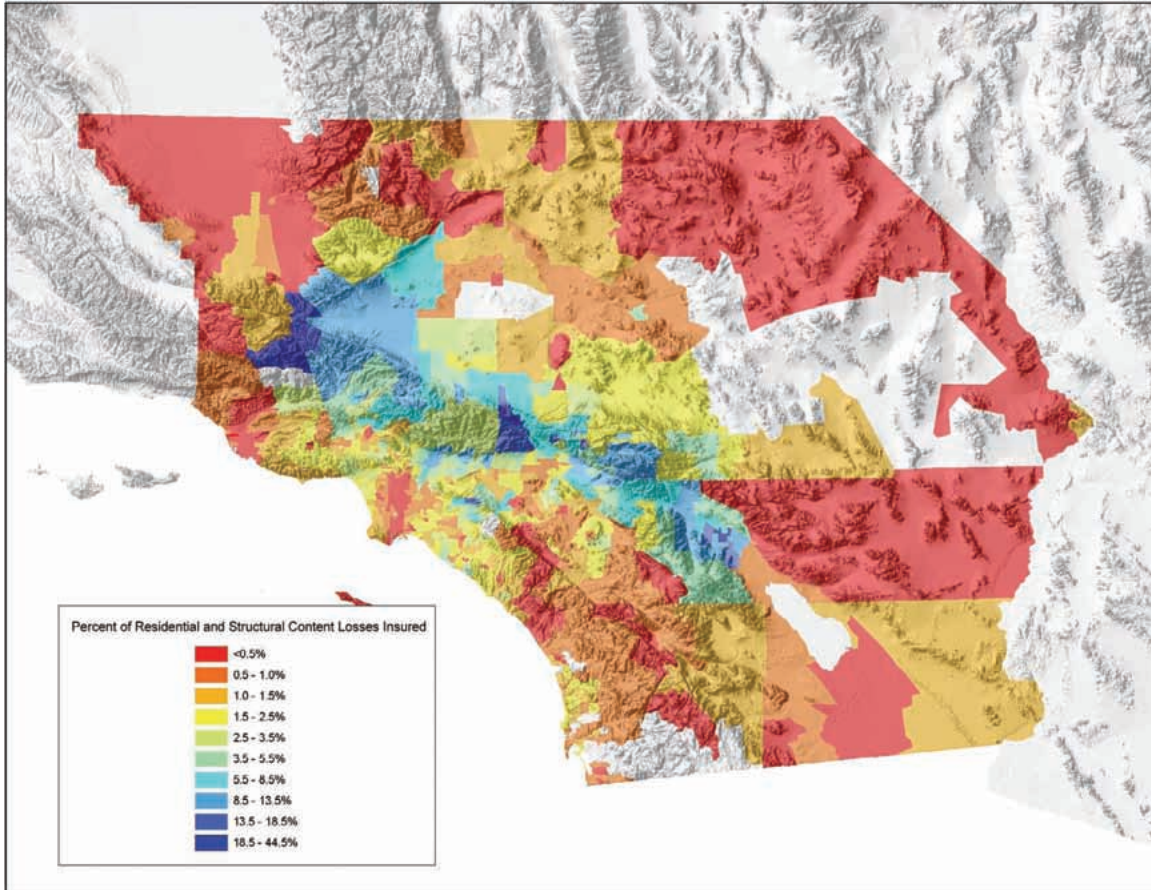 Percent of Residential and Structural Content Losses Insured
<0.5%
0.5 - 1.0%
1.0 - 1.5%
1.5 - 2.5%
2.5 - 3.5%
3.5 - 5.5%
5.5 - 8.5%
8.5 - 13.5%
13.5 - 18.5%
18.5 - 44.5%